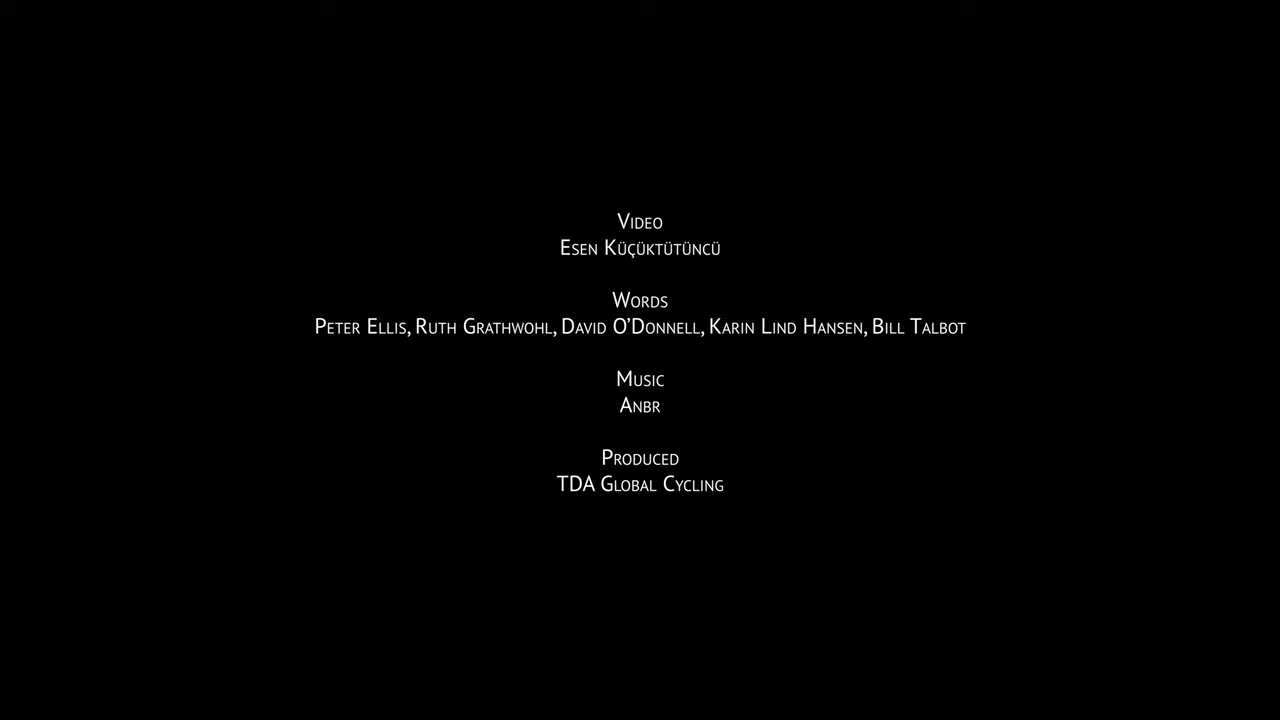 Video
Esen Küçüktütüncü
Words
Peter Ellis, Ruth Grathwohl, David O’Donnell, Karin Lind Hansen, Bill Talbot
Music
Anbr
Produced
TDA Global Cycling